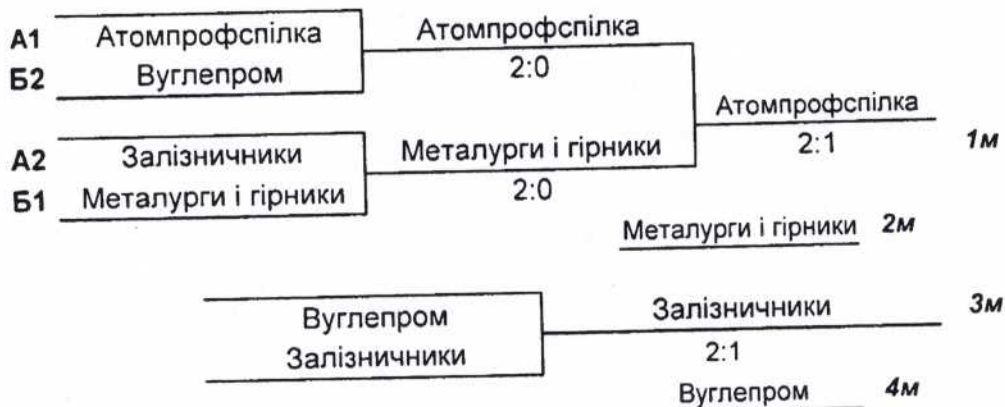 А1 Атомпрофспілка Атомпрофспілка
Б2 Вуглепром 2:0
Атомпрофспілка
А2 Залізничники Металурги і гірники 2:1 1м
Б1 Металурги і гірники 2:0
Металурги і гірники 2м
Вуглепром Залізничники 3м
Залізничники 2:1
Вуглепром 4м